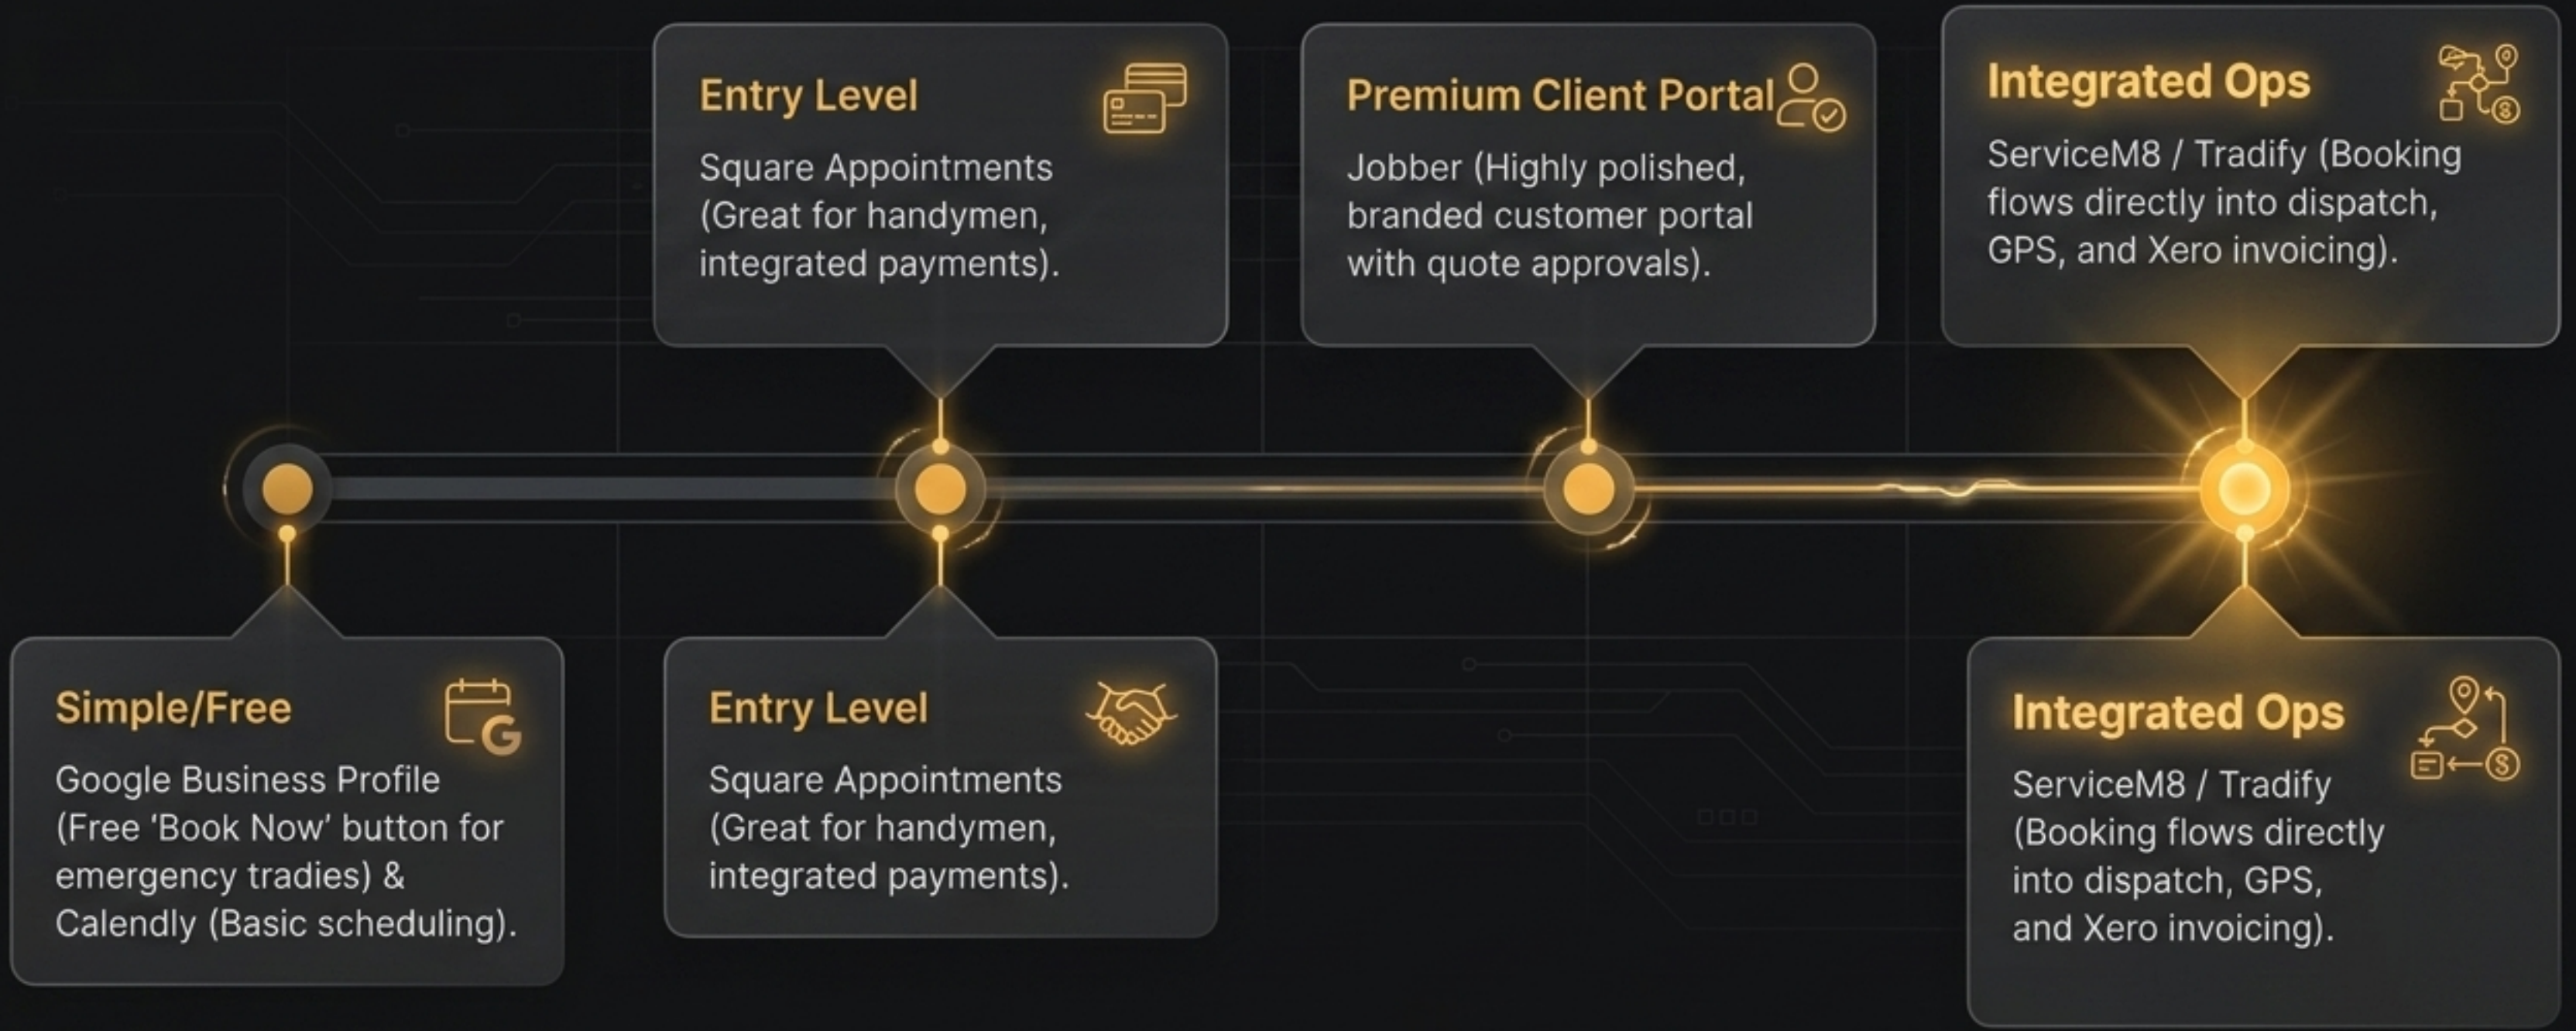 Entry Level
Square Appointments
(Great for handymen,
integrated payments).
Premium Client Portal
Jobber (Highly polished,
branded customer portal
with quote approvals).
Integrated Ops
ServiceM8 / Tradify (Booking
flows directly into dispatch,
GPS, and Xero invoicing).
Simple/Free
G
Google Business Profile
(Free ‘Book Now’ button for
emergency tradies) &
Calendly (Basic scheduling).
Entry Level
Square Appointments
(Great for handymen,
integrated payments).
Integrated Ops
ServiceM8 / Tradify
(Booking flows directly
into dispatch, GPS,
and Xero invoicing).